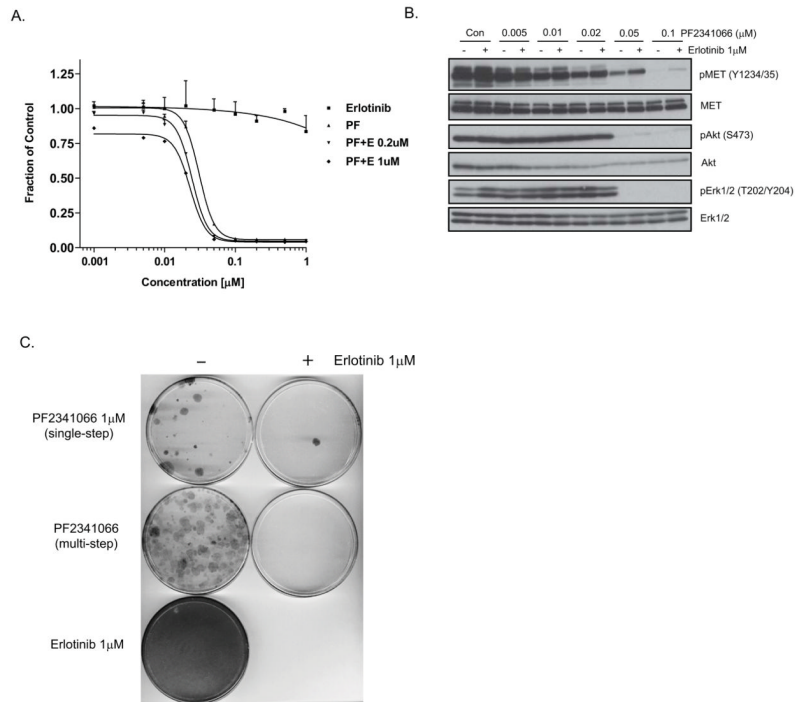 A.
Fraction of Control
1.25
1.00
0.75
0.50
0.25
0.00
0.001 0.01 0.1 1
Concentration [μM]
Erlotinib
PF
PF+E 0.2uM
PF+E 1uM
B.
Con 0.005 0.01 0.02 0.05 0.1 PF2341066 (μM)
- + - + - + - + - + - + Erlotinib 1μM
pMET (Y1234/35)
MET
pAkt (S473)
Akt
pErk1/2 (T202/Y204)
Erk1/2
C.
– + Erlotinib 1μM
PF2341066 1μM
(single-step)
PF2341066
(multi-step)
Erlotinib 1μM